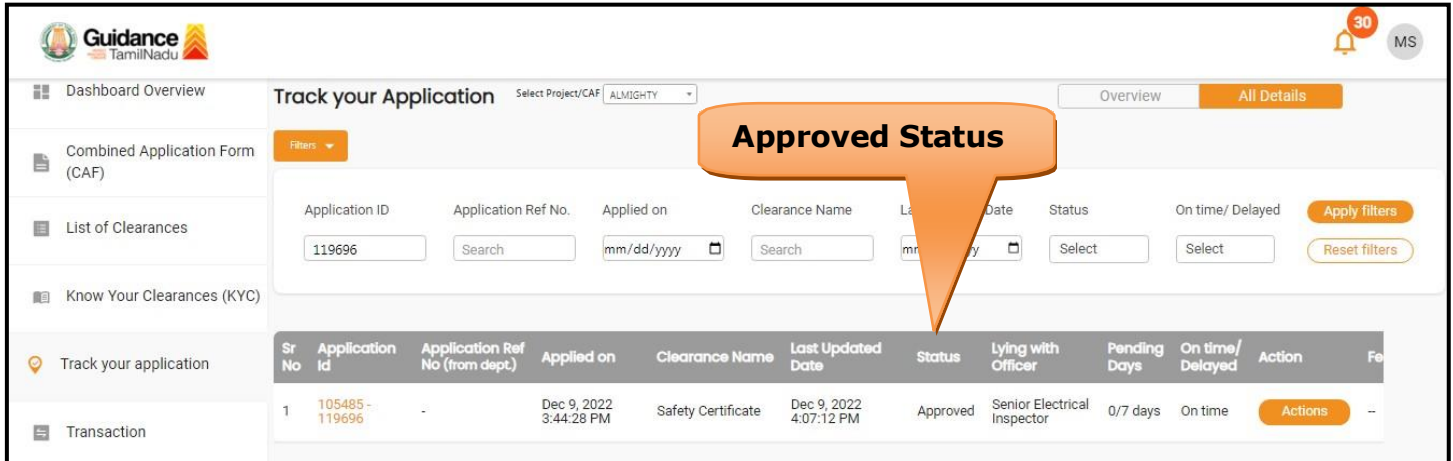 Guidance
TamilNadu
30
MS
Dashboard Overview
Combined Application Form
(CAF)
List of Clearances
Know Your Clearances (KYC)
Track your application
Transaction
Track your Application Select Project/CAF ALMIGHTY
Overview All Details
Filters
Approved Status
Application ID Application Ref No. Applied on Clearance Name Date Status On time/ Delayed Apply filters
119696 Search mm/dd/yyyy Search Select Select Reset filters
Sr No Application Id Application Ref No (from dept.) Applied on Clearance Name Last Updated Date Status Lying with Officer Pending Days On time/ Delayed Action
1 105485 - 119696 - Dec 9, 2022 3:44:28 PM Safety Certificate Dec 9, 2022 4:07:12 PM Approved Senior Electrical Inspector 0/7 days On time Actions --